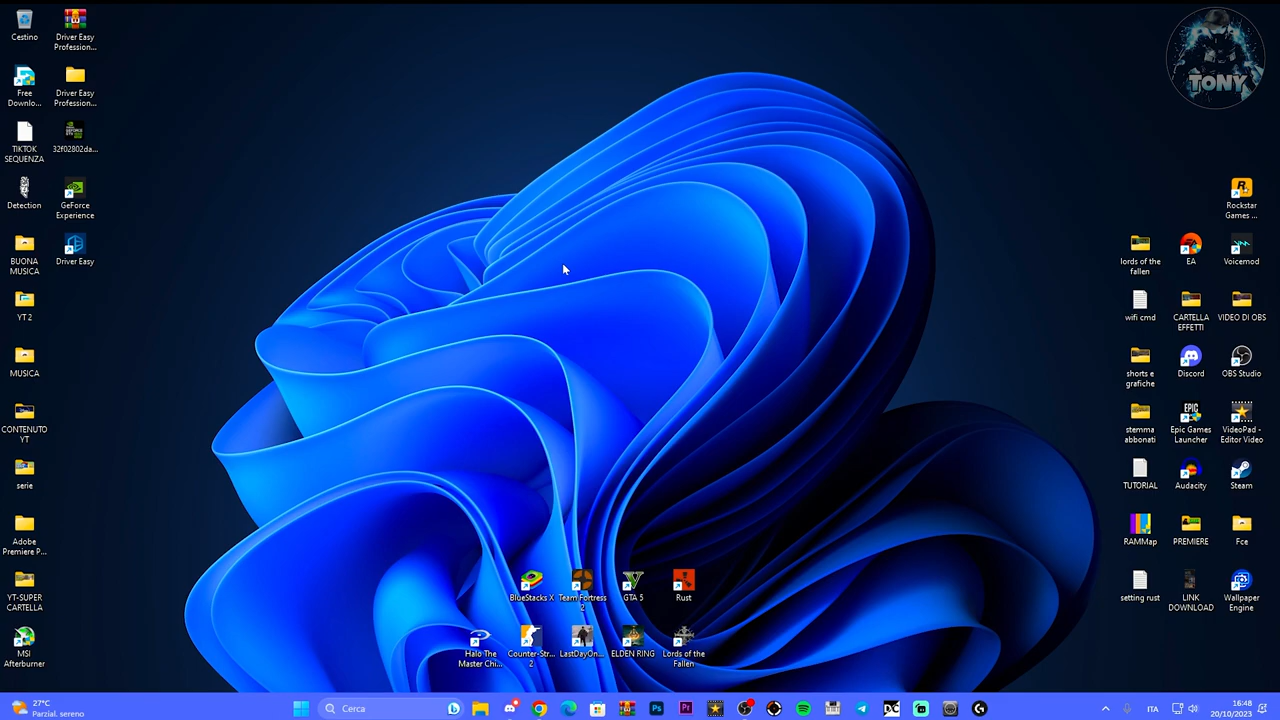 Cestino
Driver Easy
Profession...
Free
Downlo...
Driver Easy
Profession...
TIKTOK
SEQUENZA
32f02802da...
Detection
GeForce
Experience
BUONA
MUSICA
Driver Easy
YT 2
MUSICA
CONTENUTO
YT
serie
Adobe
Premiere P...
YT-SUPER
CARTELLA
MSI
Afterburner
BlueStacks X
Team Fortress
2
GTA 5
Rust
Halo The
Master Chi...
Counter-Str...
2
LastDayOn...
ELDEN RING
Lords of the
Fallen
TONY
Rockstar
Games ...
lords of the
fallen
EA
Voicemod
wifi cmd
CARTELLA
EFFETTI
VIDEO DI OBS
shorts e
grafiche
Discord
OBS Studio
stemma
abbonati
EPIC
Epic Games
Launcher
VideoPad -
Editor Video
TUTORIAL
Audacity
Steam
RAMMap
PREMIERE
Fce
setting rust
LINK
DOWNLOAD
Wallpaper
Engine
27°C
Parzial. sereno
Cerca
Ps
Pr
DC
ITA
16:48
20/10/2023